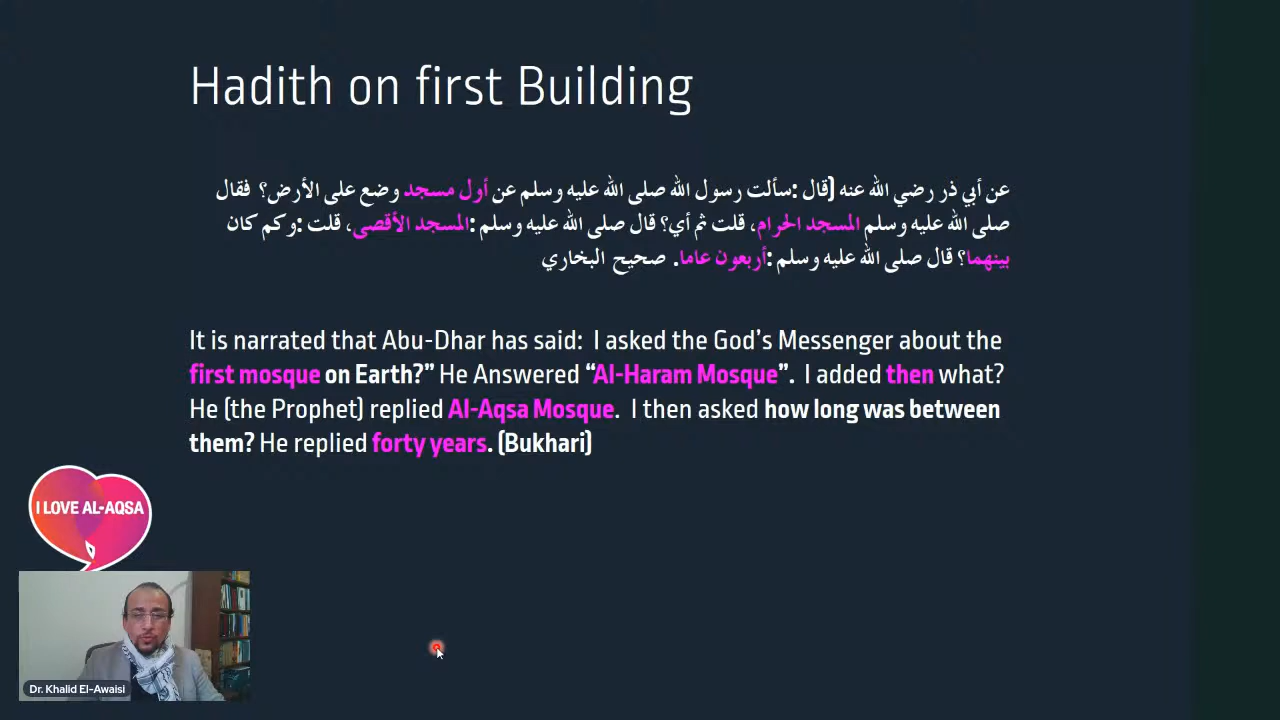 Hadith on first Building
عن أبي ذر رضي الله عنه (قال :سألت رسول الله صلى الله عليه وسلم عن أول مسجد وضع على الأرض؟ فقال
صلى الله عليه وسلم المسجد الحرام، قلت ثم أي؟ قال صلى الله عليه وسلم :المسجد الأقصى، قلت :وكم كان
بينهما؟ قال صلى الله عليه وسلم :أربعون عاما. صحيح البخاري
It is narrated that Abu-Dhar has said: I asked the God’s Messenger about the
first mosque on Earth?” He Answered “Al-Haram Mosque”. I added then what?
He (the Prophet) replied Al-Aqsa Mosque. I then asked how long was between
them? He replied forty years. (Bukhari)
I LOVE AL-AQSA
Dr. Khalid El-Awaisi